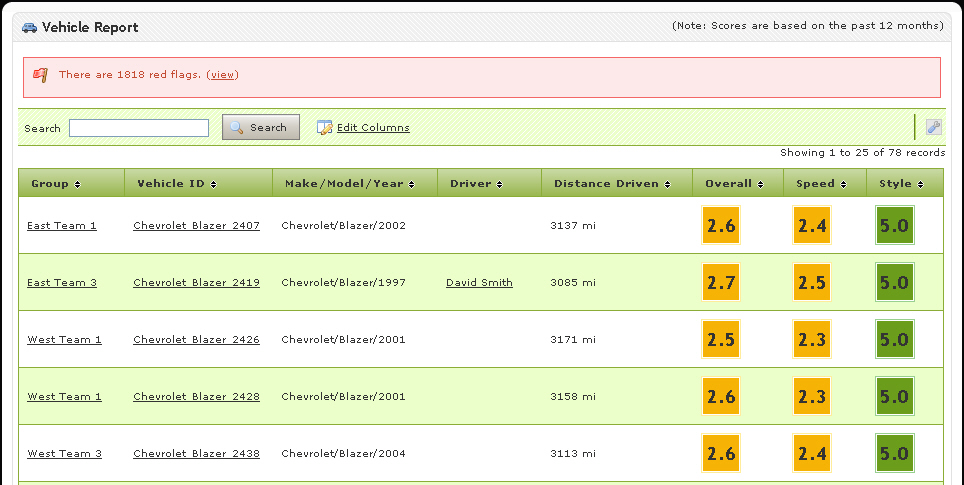 Vehicle Report (Note: Scores are based on the past 12 months)
There are 1818 red flags. (view)
Search Search Edit Columns
Showing 1 to 25 of 78 records
Group Vehicle ID Make/Model/Year Driver Distance Driven Overall Speed Style
East Team 1 Chevrolet Blazer 2407 Chevrolet/Blazer/2002 3137 mi 2.6 2.4 5.0
East Team 3 Chevrolet Blazer 2419 Chevrolet/Blazer/1997 David Smith 3085 mi 2.7 2.5 5.0
West Team 1 Chevrolet Blazer 2426 Chevrolet/Blazer/2001 3171 mi 2.5 2.3 5.0
West Team 1 Chevrolet Blazer 2428 Chevrolet/Blazer/2001 3158 mi 2.6 2.3 5.0
West Team 3 Chevrolet Blazer 2438 Chevrolet/Blazer/2004 3113 mi 2.6 2.4 5.0